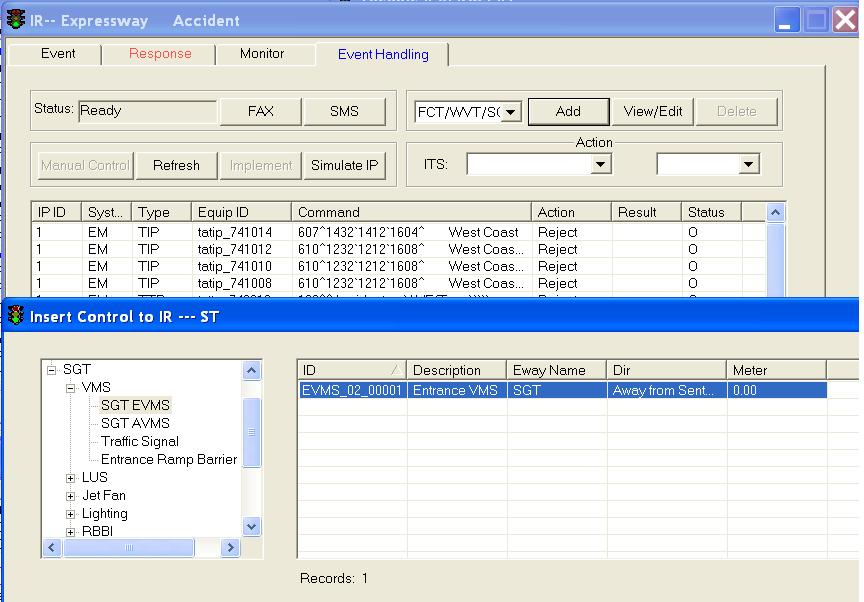 IR-- Expressway Accident
Event Response Monitor Event Handling
Status: Ready FAX SMS FCT/WVT/S Add View/Edit Delete
Manual Control Refresh Implement Simulate IP Action
ITS:
IP ID Syst... Type Equip ID Command Action Result Status
1 EM TIP tatip_741014 607^1432`1412`1604^ West Coast Reject O
1 EM TIP tatip_741012 610^1232`1212`1608^ West Coas... Reject O
1 EM TIP tatip_741010 610^1232`1212`1608^ West Coas... Reject O
1 EM TIP tatip_741008 610^1232`1212`1608^ West Coas... Reject O
Insert Control to IR --- ST
SGT
VMS
SGT EVMS
SGT AVMS
Traffic Signal
Entrance Ramp Barrier
LUS
Jet Fan
Lighting
RBBI
ID Description Eway Name Dir Meter
EVMS_02_00001 Entrance VMS SGT Away from Sent... 0.00
Records: 1